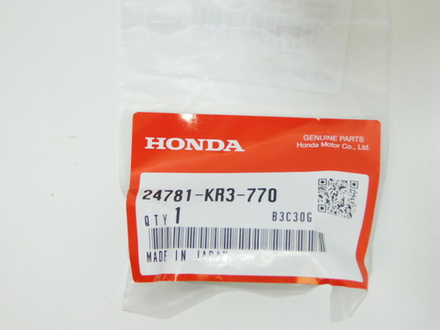 HONDA
GENUINE PARTS
Honda Motor Co., Ltd.
24781-KR3-770
QTY 1
B3C30G
MADE IN JAPAN